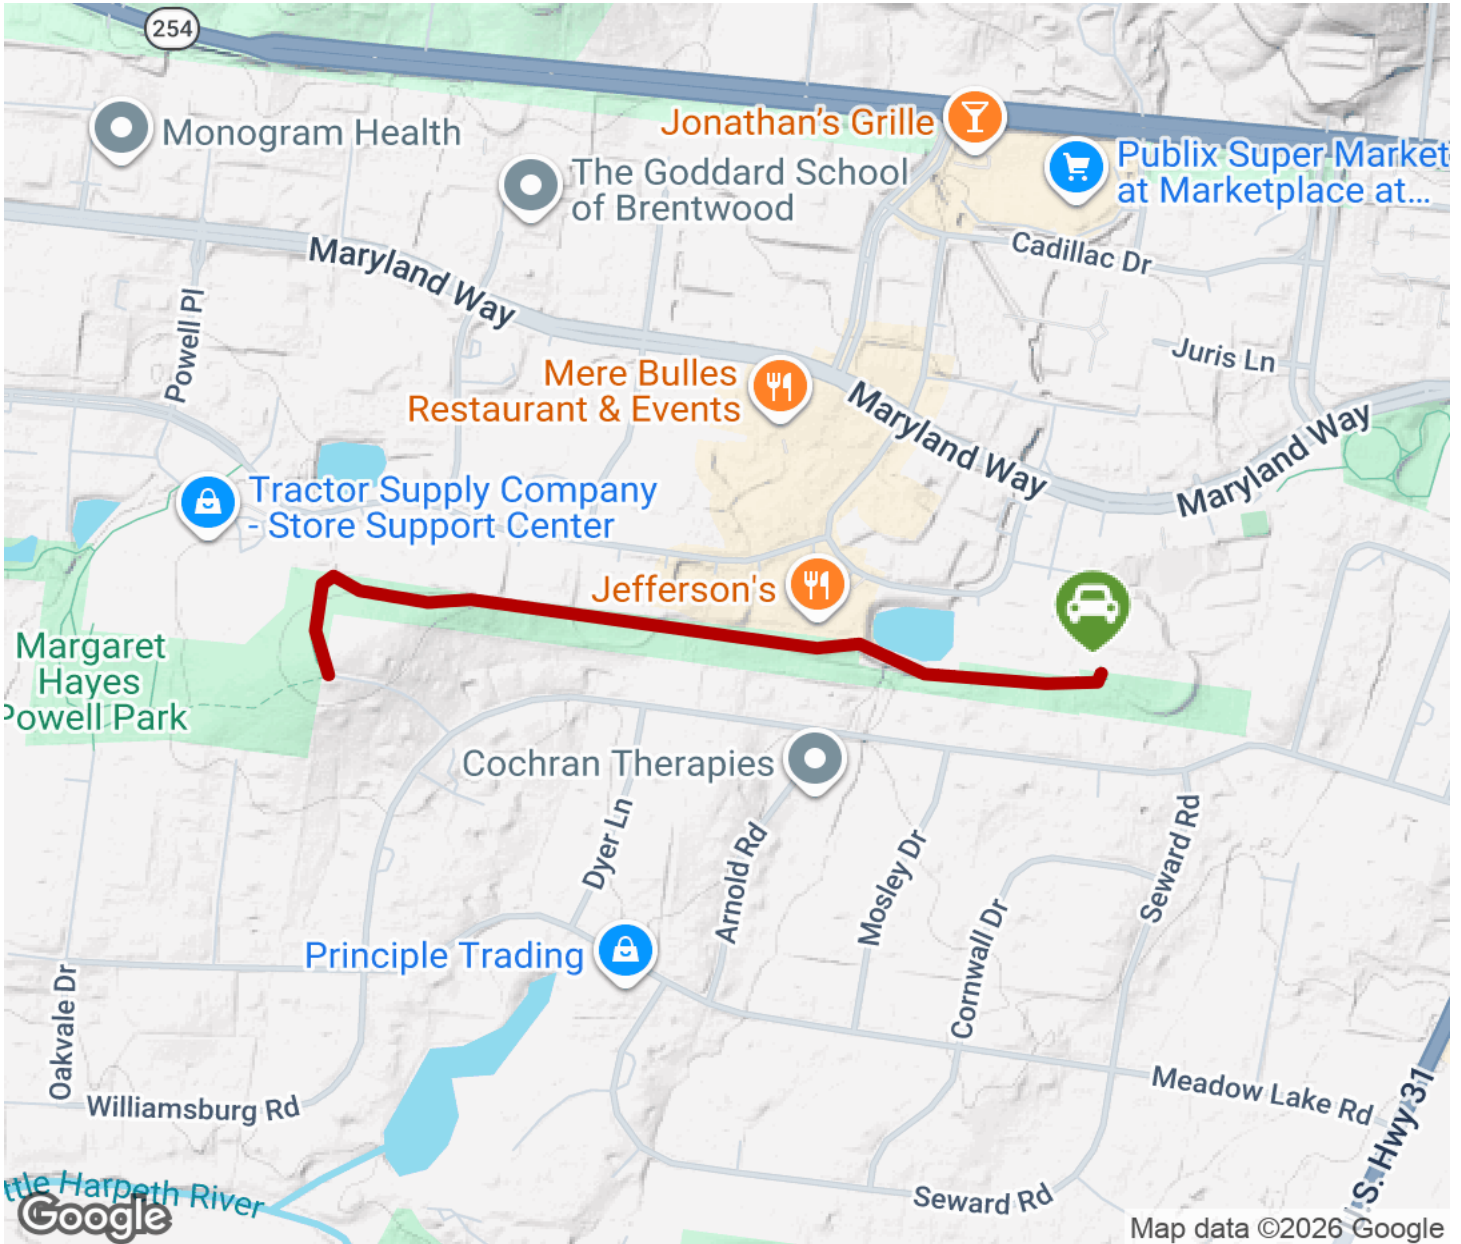 254
Monogram Health
Jonathan's Grille
The Goddard School
of Brentwood
Publix Super Market
at Marketplace at...
Cadillac Dr
Maryland Way
Powell Pl
Juris Ln
Mere Bulles
Restaurant & Events
Maryland Way
Maryland Way
Tractor Supply Company
- Store Support Center
Jefferson's
Margaret
Hayes
Powell Park
Cochran Therapies
Dyer Ln
Arnold Rd
Mosley Dr
Seward Rd
Cornwall Dr
Principle Trading
Oakvale Dr
Williamsburg Rd
Meadow Lake Rd
U.S. Hwy 31
ttle Harpeth River
Seward Rd
Google
Map data ©2026 Google